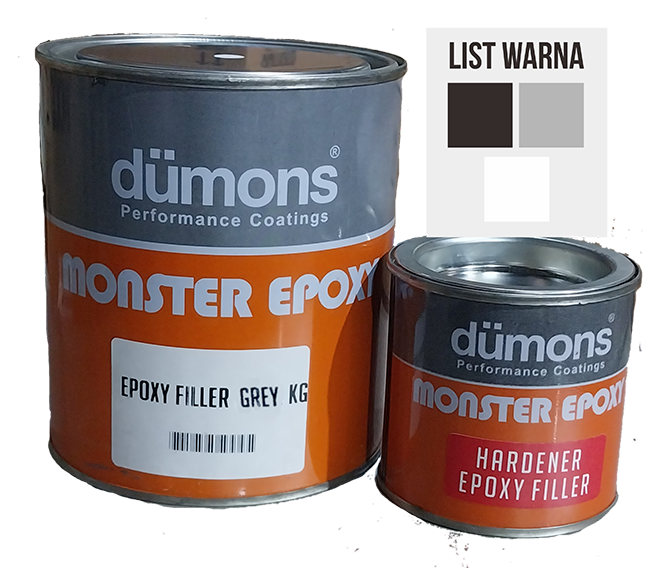 LIST WARNA
dümons®
Performance Coatings
MONSTER EPOXY
EPOXY FILLER GREY KG
dümons®
Performance Coatings
MONSTER EPOXY
HARDENER
EPOXY FILLER